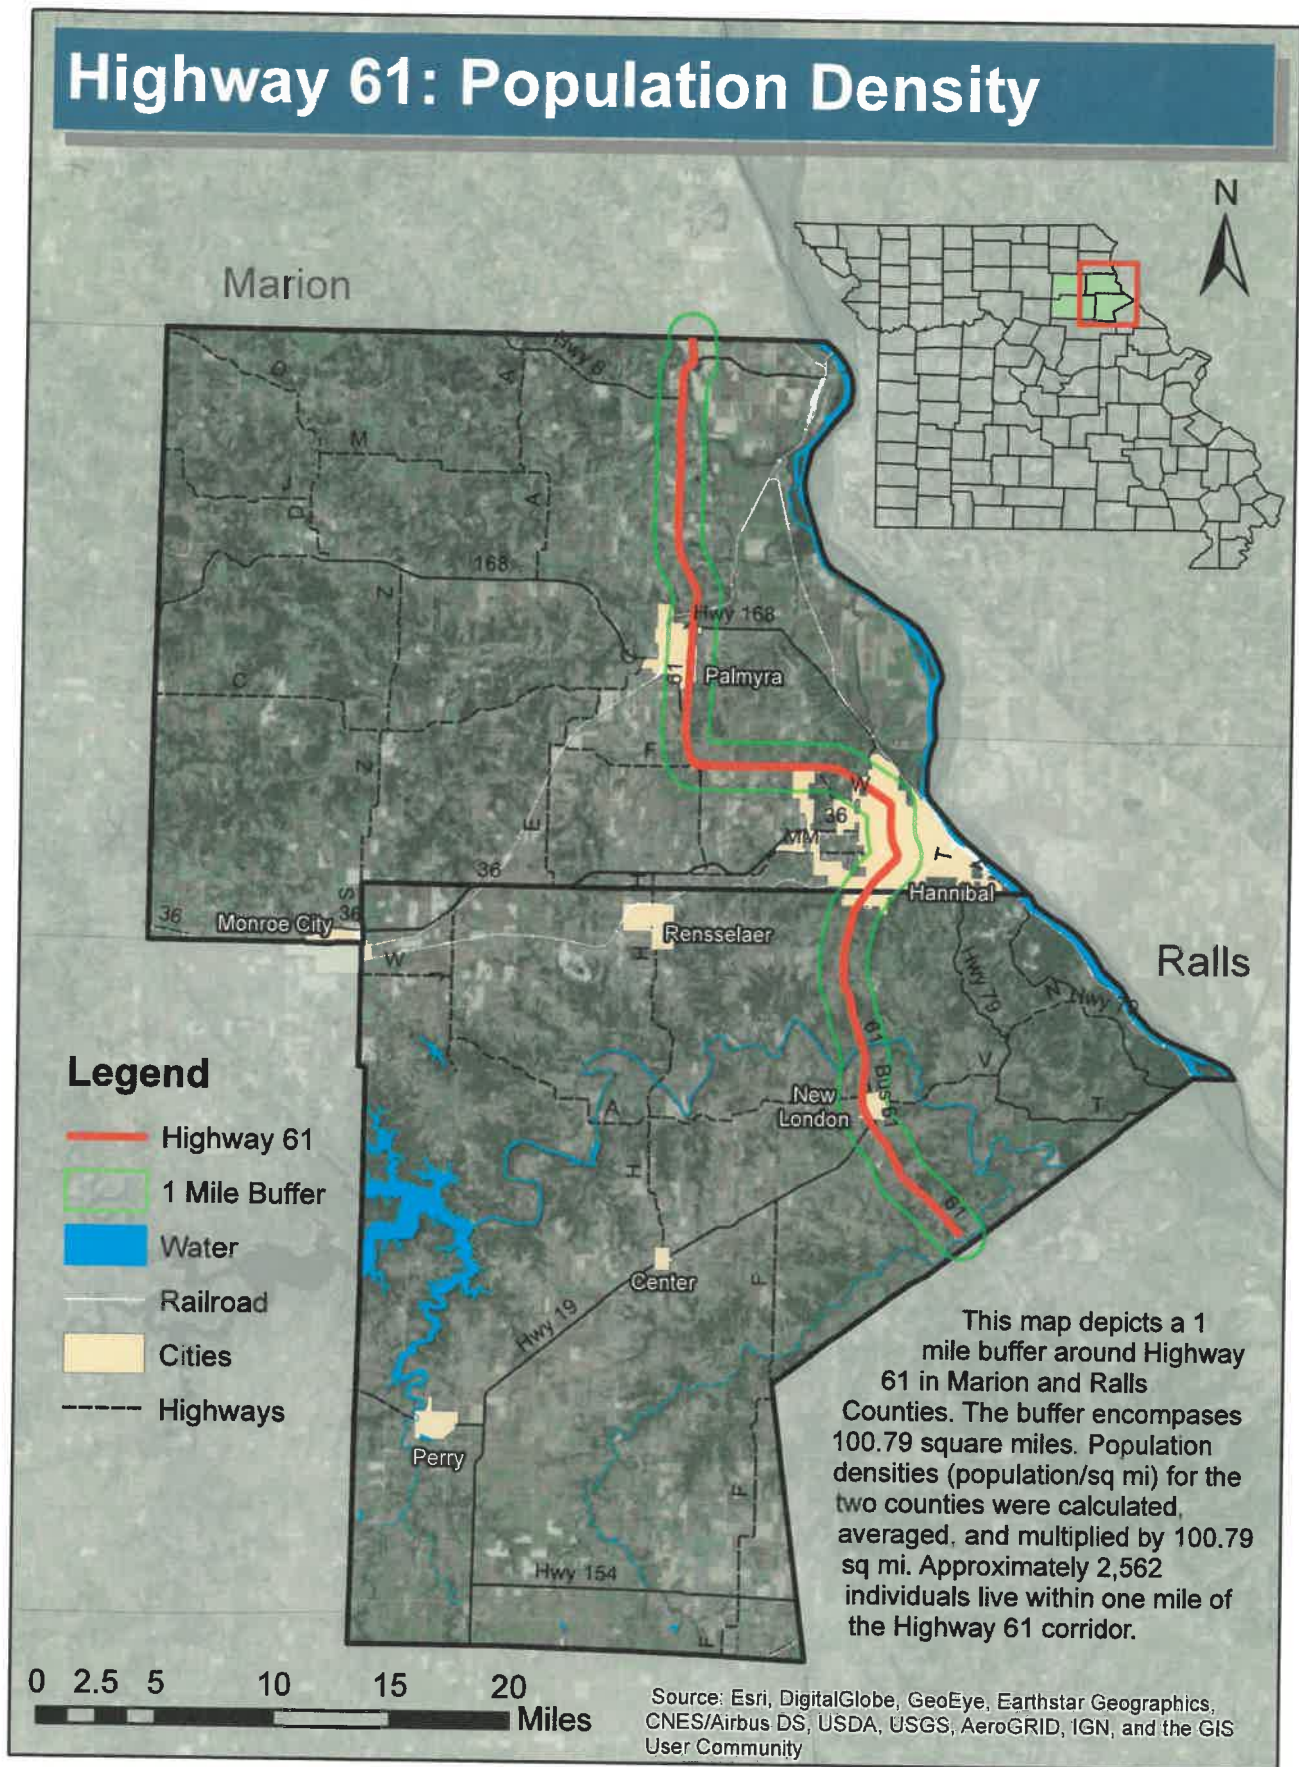 Highway 61: Population Density
N
Marion
Hwy 6
D
A
M
A
D
168
Z
Hwy 168
C
61
Palmyra
Z
F
W
E
36
MM
T
36
S
Hannibal
36
36
Monroe City
Rensselaer
W
H
Ralls
Hwy 79
N
Hwy 79
61
V
Bus 61
New
London
A
T
H
61
Center
F
Hwy 19
Perry
F
Hwy 154
F
Legend
Highway 61
1 Mile Buffer
Water
Railroad
Cities
Highways
This map depicts a 1
mile buffer around Highway
61 in Marion and Ralls
Counties. The buffer encompases
100.79 square miles. Population
densities (population/sq mi) for the
two counties were calculated,
averaged, and multiplied by 100.79
sq mi. Approximately 2,562
individuals live within one mile of
the Highway 61 corridor.
0 2.5 5 10 15 20
Miles
Source: Esri, DigitalGlobe, GeoEye, Earthstar Geographics,
CNES/Airbus DS, USDA, USGS, AeroGRID, IGN, and the GIS
User Community